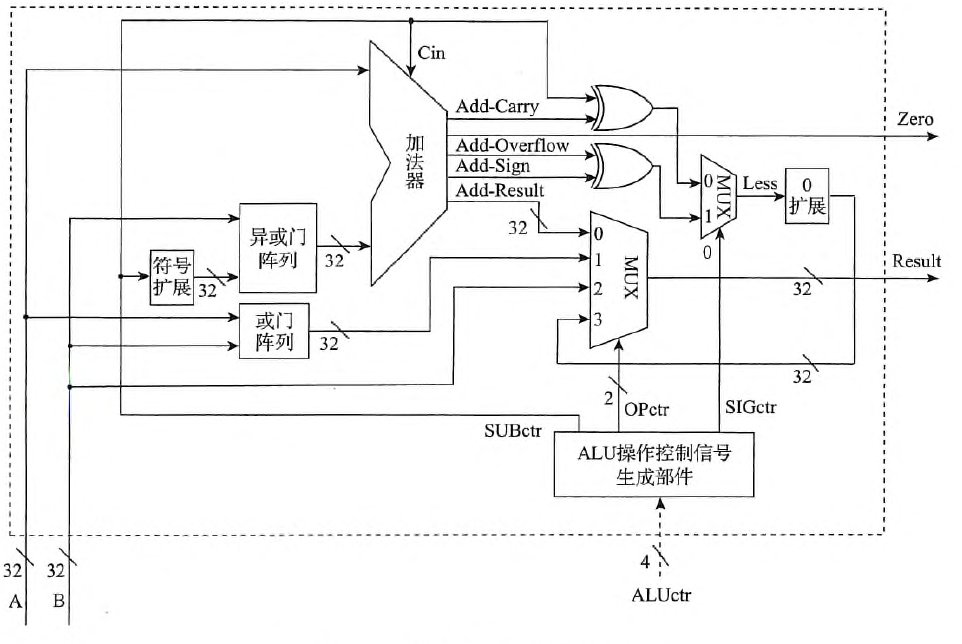 Cin
Add-Carry
Zero
加
法
器
Add-Overflow
Add-Sign
Add-Result
32
0
1
MUX
0
Less
0
扩展
异或门
阵列
32
符号
扩展
32
或门
阵列
32
0
1
2
3
MUX
32
Result
32
2
OPctr
SIGctr
SUBctr
ALU操作控制信号
生成部件
4
ALUctr
32
32
A
B